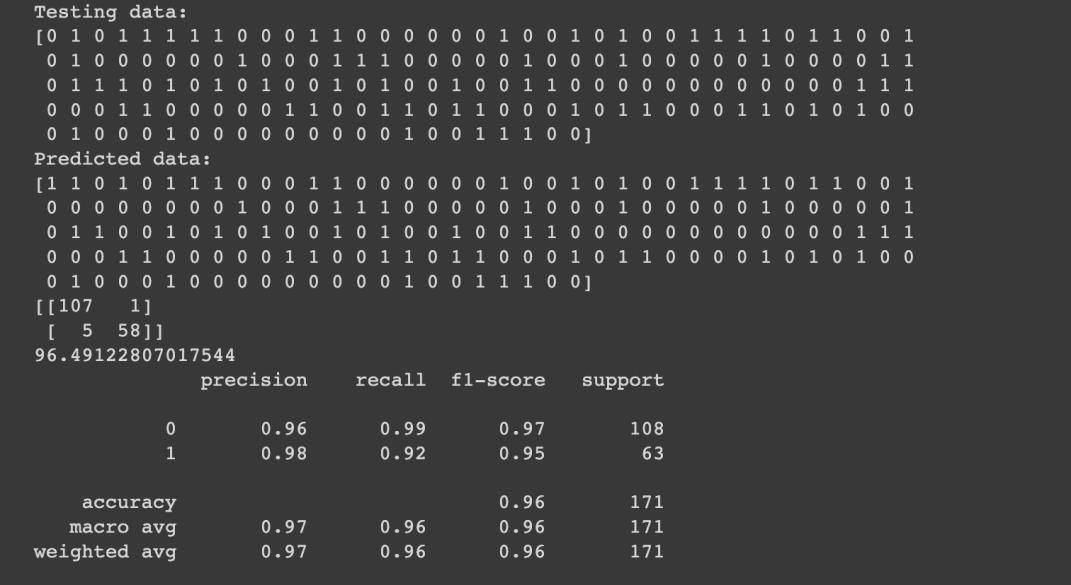 Testing data:
[0 1 0 1 1 1 1 1 0 0 0 1 1 0 0 0 0 0 0 1 0 0 1 0 1 0 0 1 1 1 1 0 1 1 0 0 1
0 1 0 0 0 0 0 0 1 0 0 0 1 1 1 0 0 0 0 0 1 0 0 0 1 0 0 0 0 0 1 0 0 0 0 1 1
0 1 1 1 0 1 0 1 0 1 0 0 1 0 1 0 0 1 0 0 1 1 0 0 0 0 0 0 0 0 0 0 0 0 1 1 1
0 0 0 1 1 0 0 0 0 0 1 1 0 0 1 1 0 1 1 0 0 0 1 0 1 1 0 0 0 1 1 0 1 0 1 0 0
0 1 0 0 0 1 0 0 0 0 0 0 0 0 0 1 0 0 1 1 1 0 0]
Predicted data:
[1 1 0 1 0 1 1 1 0 0 0 1 1 0 0 0 0 0 0 1 0 0 1 0 1 0 0 1 1 1 1 0 1 1 0 0 1
0 0 0 0 0 0 0 0 1 0 0 0 1 1 1 0 0 0 0 0 1 0 0 0 1 0 0 0 0 0 1 0 0 0 0 0 1
0 1 1 0 0 1 0 1 0 1 0 0 1 0 1 0 0 1 0 0 1 1 0 0 0 0 0 0 0 0 0 0 0 0 1 1 1
0 0 0 1 1 0 0 0 0 0 1 1 0 0 1 1 0 1 1 0 0 0 1 0 1 1 0 0 0 0 1 0 1 0 1 0 0
0 1 0 0 0 1 0 0 0 0 0 0 0 0 0 1 0 0 1 1 1 0 0]
[[107 1]
[ 5 58]]
96.49122807017544
precision recall f1-score support
0 0.96 0.99 0.97 108
1 0.98 0.92 0.95 63
accuracy 0.96 171
macro avg 0.97 0.96 0.96 171
weighted avg 0.97 0.96 0.96 171